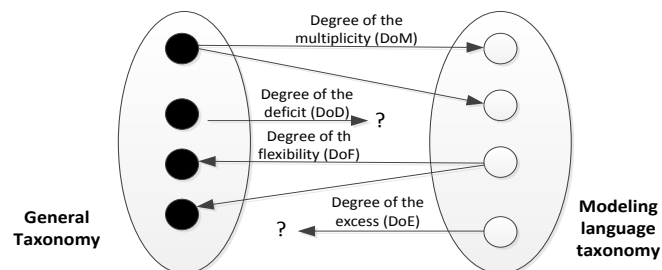 Degree of the
multiplicity (DoM)
Degree of the
deficit (DoD)
?
Degree of th
flexibility (DoF)
Degree of the
excess (DoE)
?
General
Taxonomy
Modeling
language
taxonomy